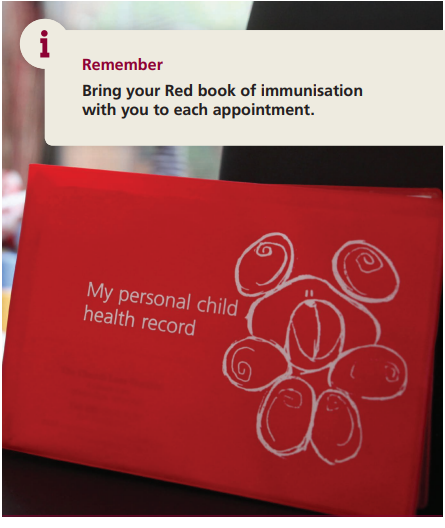 i
Remember
Bring your Red book of immunisation
with you to each appointment.
My personal child
health record